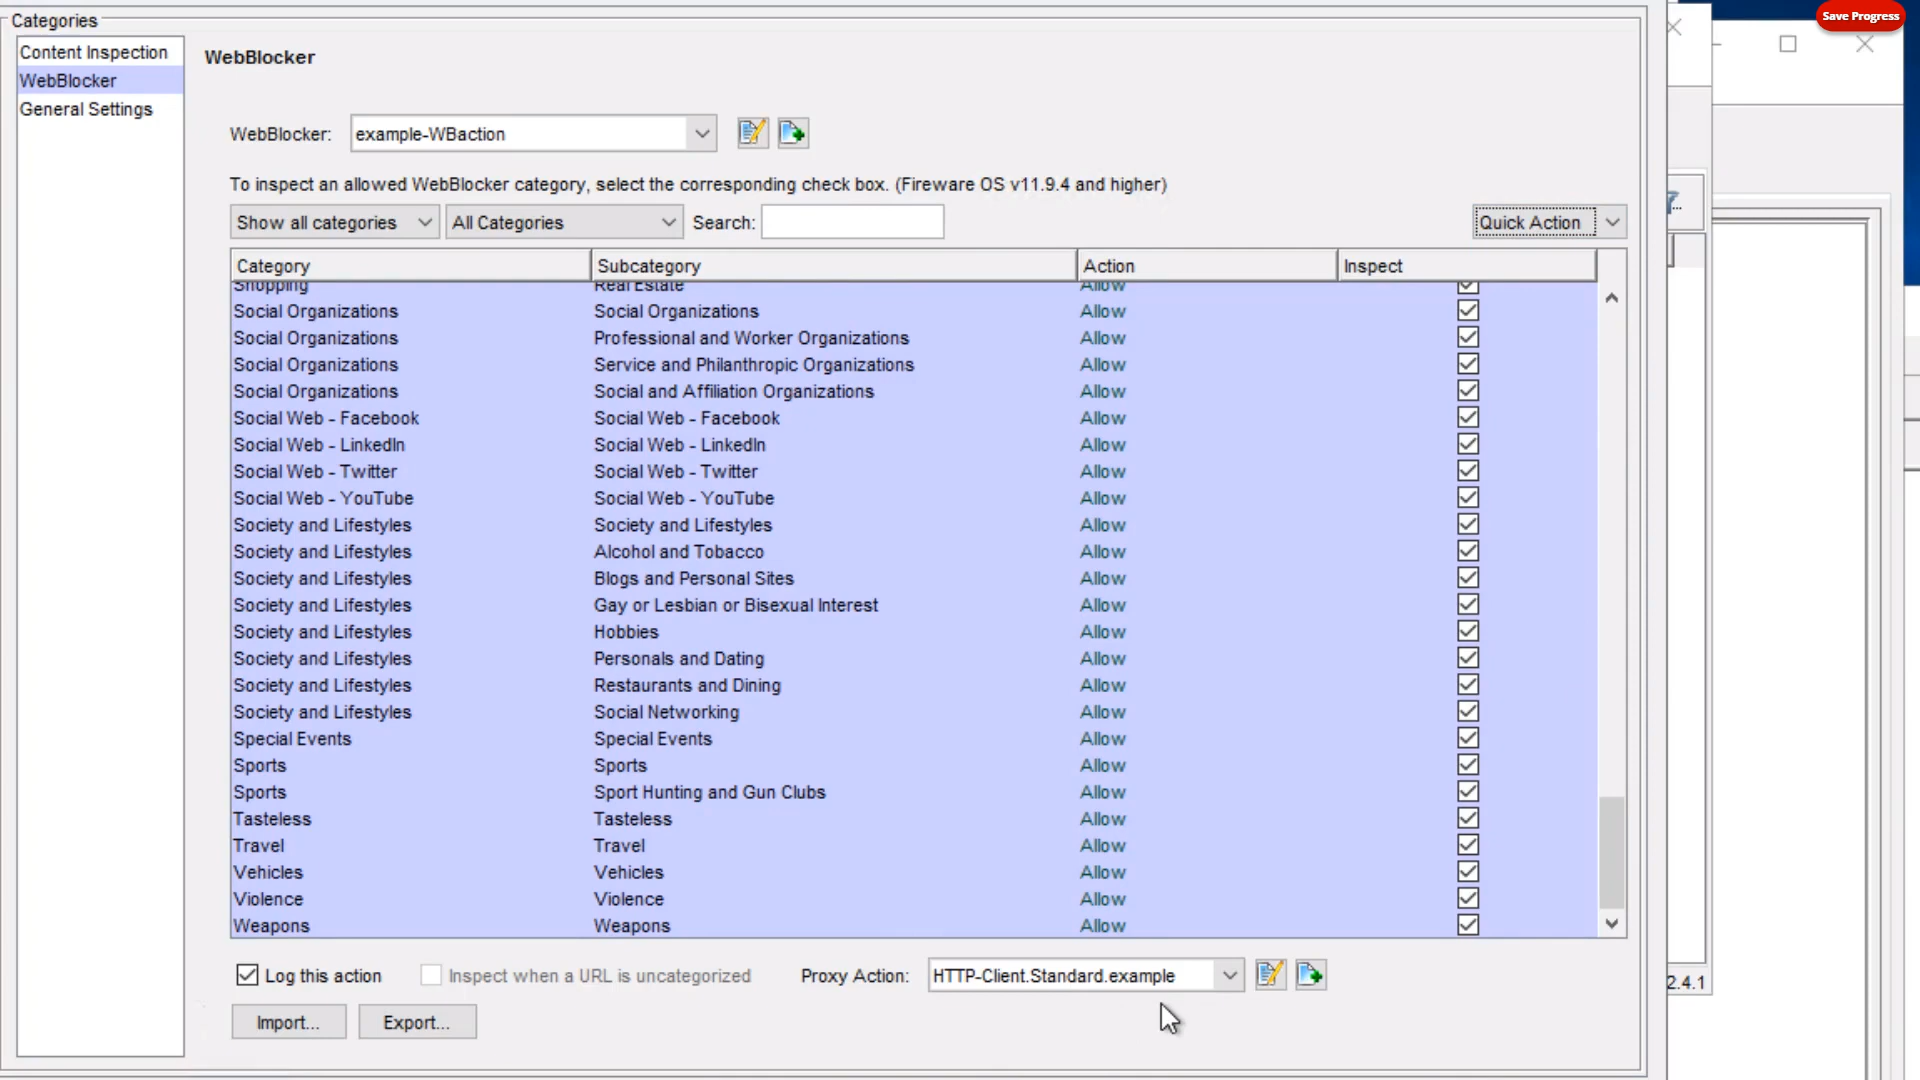 Categories
Save Progress
Content Inspection
WebBlocker
General Settings
WebBlocker
WebBlocker: example-WBaction
To inspect an allowed WebBlocker category, select the corresponding check box. (Fireware OS v11.9.4 and higher)
Show all categories All Categories Search: Quick Action
Category Subcategory Action Inspect
Shopping Real Estate Allow
Social Organizations Social Organizations Allow
Social Organizations Professional and Worker Organizations Allow
Social Organizations Service and Philanthropic Organizations Allow
Social Organizations Social and Affiliation Organizations Allow
Social Web - Facebook Social Web - Facebook Allow
Social Web - LinkedIn Social Web - LinkedIn Allow
Social Web - Twitter Social Web - Twitter Allow
Social Web - YouTube Social Web - YouTube Allow
Society and Lifestyles Society and Lifestyles Allow
Society and Lifestyles Alcohol and Tobacco Allow
Society and Lifestyles Blogs and Personal Sites Allow
Society and Lifestyles Gay or Lesbian or Bisexual Interest Allow
Society and Lifestyles Hobbies Allow
Society and Lifestyles Personals and Dating Allow
Society and Lifestyles Restaurants and Dining Allow
Society and Lifestyles Social Networking Allow
Special Events Special Events Allow
Sports Sports Allow
Sports Sport Hunting and Gun Clubs Allow
Tasteless Tasteless Allow
Travel Travel Allow
Vehicles Vehicles Allow
Violence Violence Allow
Weapons Weapons Allow
Log this action Inspect when a URL is uncategorized Proxy Action: HTTP-Client.Standard.example
2.4.1
Import... Export...